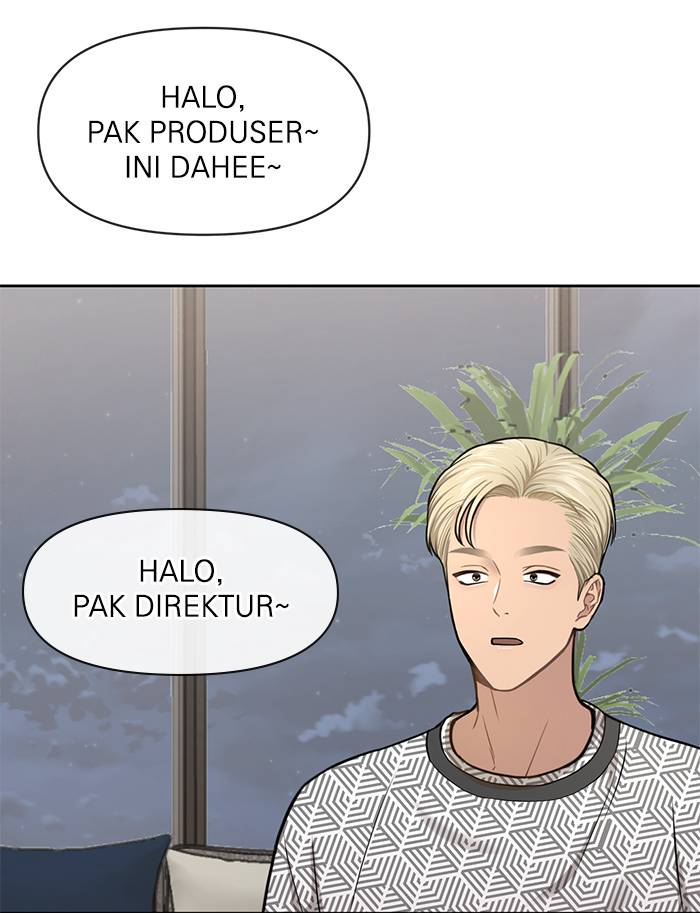 HALO,
PAK PRODUSER~
INI DAHEE~
HALO,
PAK DIREKTUR~